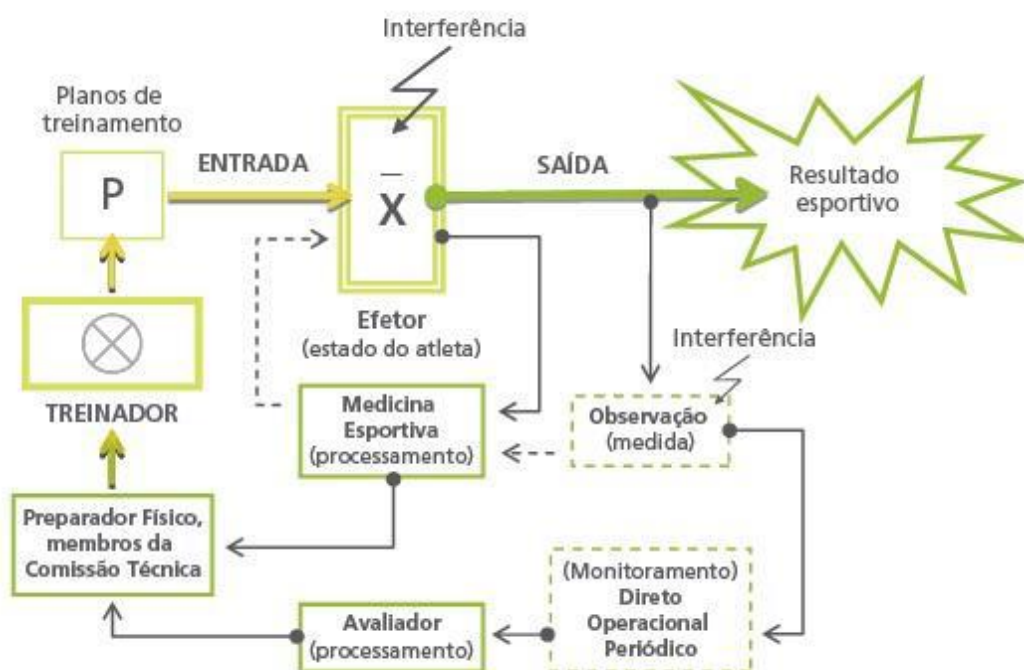 Interferência
Planos de
treinamento
P
ENTRADA
X
SAÍDA
Resultado
esportivo
Efetor
(estado do atleta)
Interferência
TREINADOR
Medicina
Esportiva
(processamento)
Observação
(medida)
Preparador Físico,
membros da
Comissão Técnica
(Monitoramento)
Direto
Operacional
Periódico
Avaliador
(processamento)